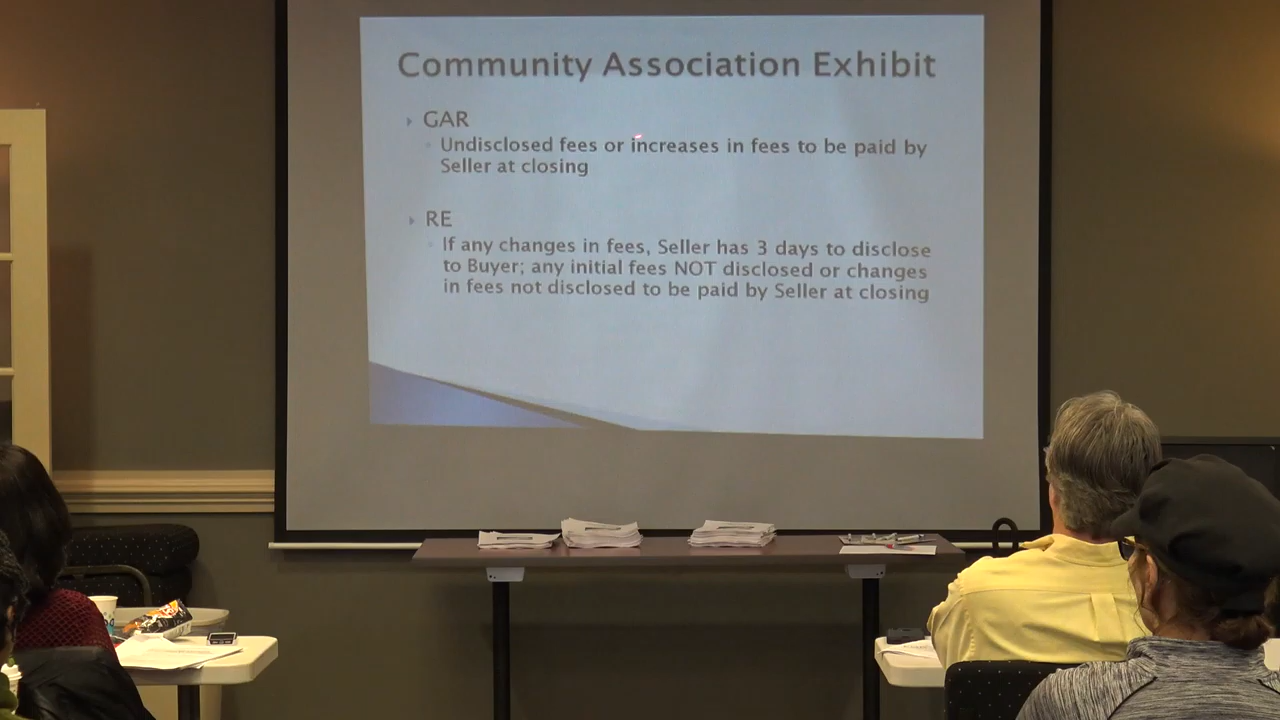 Community Association Exhibit
GAR
Undisclosed fees or increases in fees to be paid by
Seller at closing
RE
If any changes in fees, Seller has 3 days to disclose
to Buyer; any initial fees NOT disclosed or changes
in fees not disclosed to be paid by Seller at closing